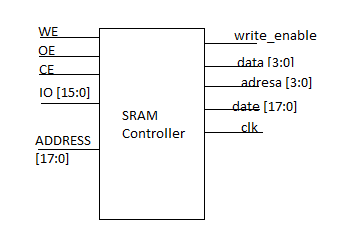 WE
OE
CE
IO [15:0]
ADDRESS
[17:0]
SRAM
Controller
write_enable
data [3:0]
adresa [3:0]
date [17:0]
clk